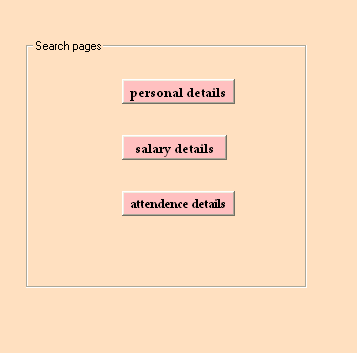 Search pages
personal details
salary details
attendence details